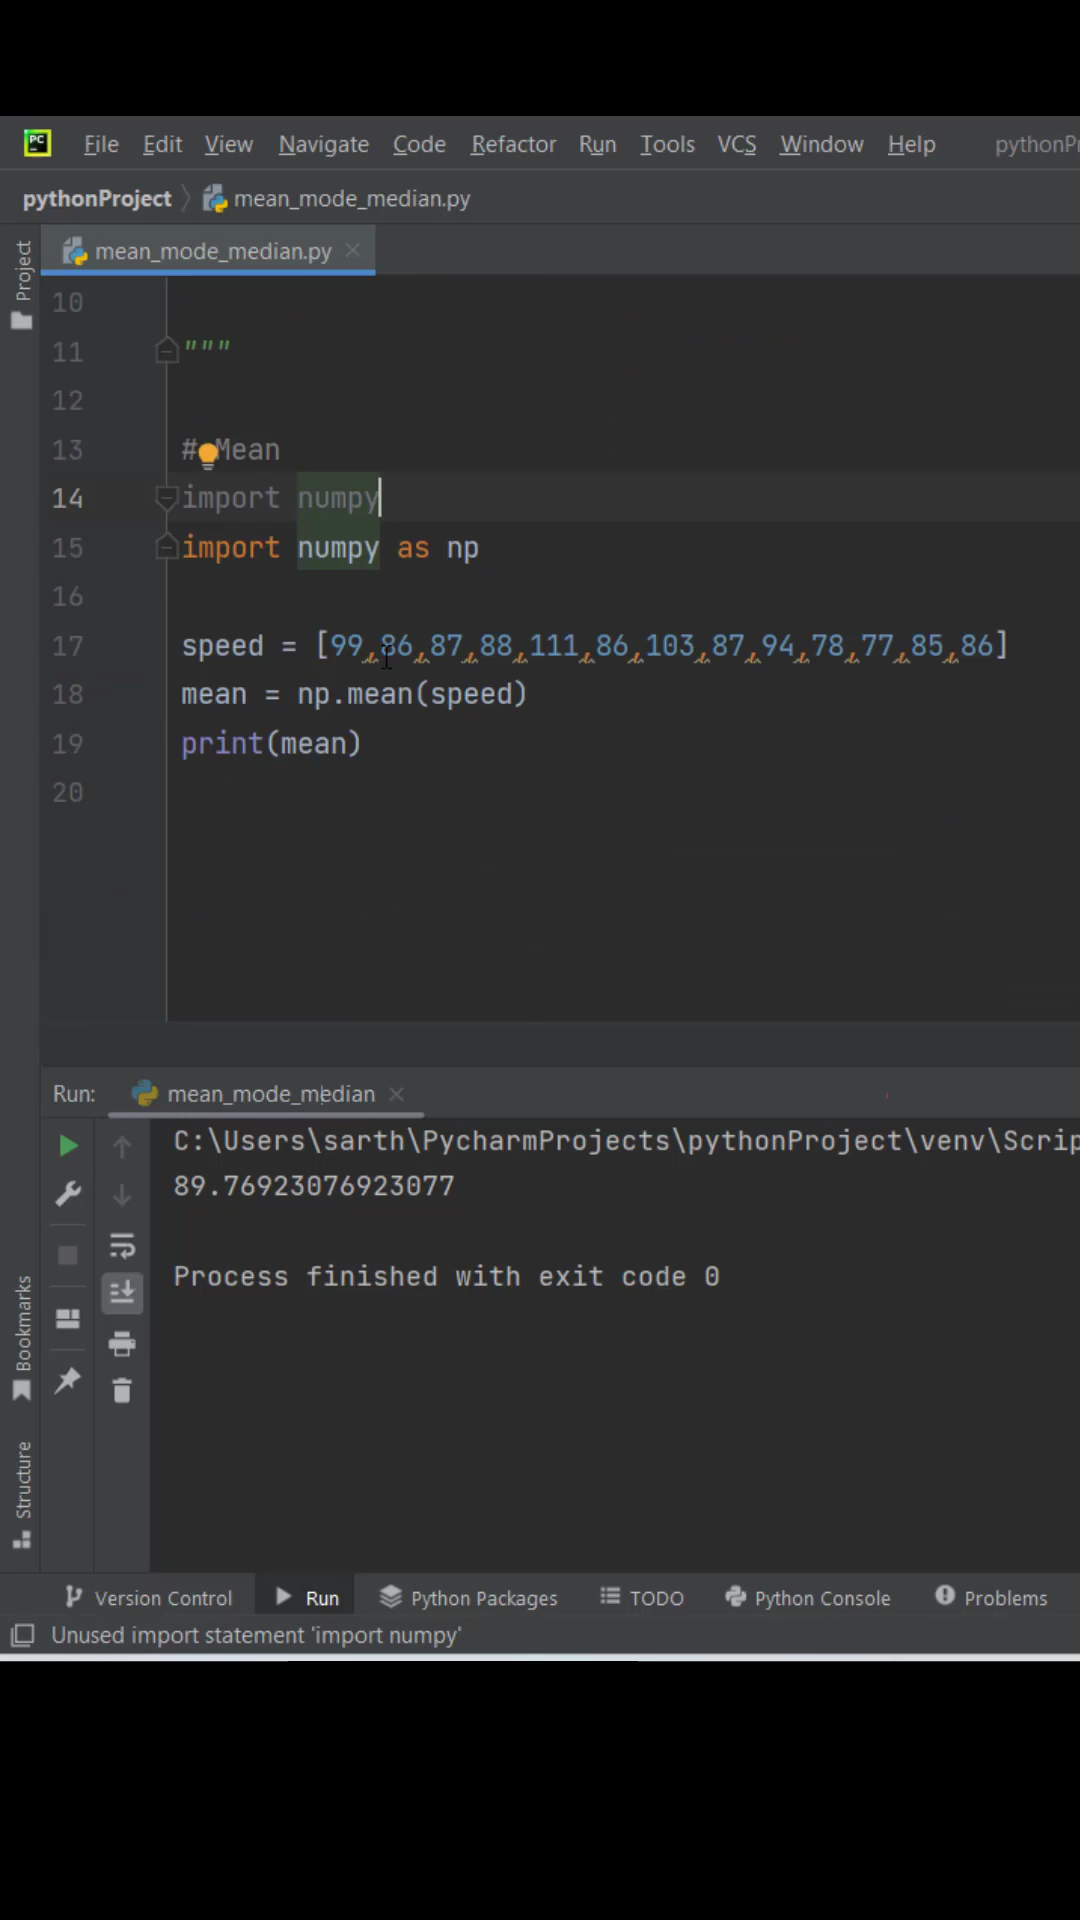 PC
File Edit View Navigate Code Refactor Run Tools VCS Window Help
pythonProject mean_mode_median.py
Project
mean_mode_median.py
10
11 """
12
13 # Mean
14 import numpy
15 import numpy as np
16
17 speed = [99,86,87,88,111,86,103,87,94,78,77,85,86]
18 mean = np.mean(speed)
19 print(mean)
20
Run: mean_mode_median
C:\Users\sarth\PycharmProjects\pythonProject\venv\Scrip
89.76923076923077
Process finished with exit code 0
Bookmarks
Structure
Version Control Run Python Packages TODO Python Console Problems
Unused import statement 'import numpy'